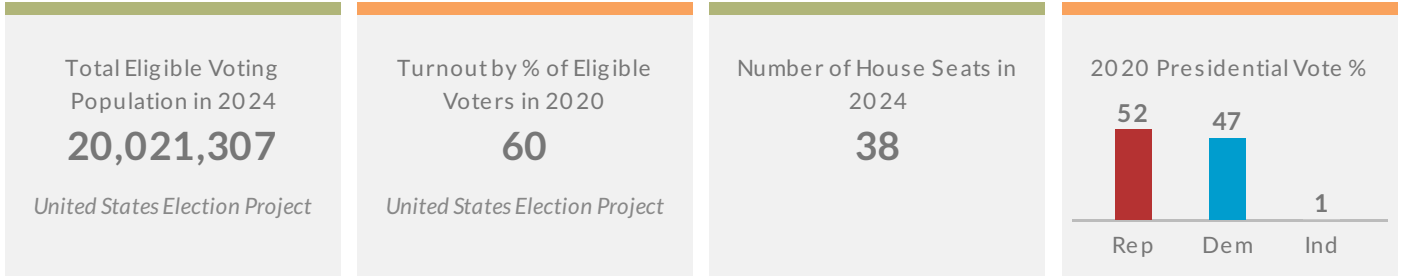 Total Eligible Voting
Population in 2024
20,021,307
United States Election Project
Turnout by % of Eligible
Voters in 2020
60
United States Election Project
Number of House Seats in
2024
38
2020 Presidential Vote %
52
47
1
Rep
Dem
Ind